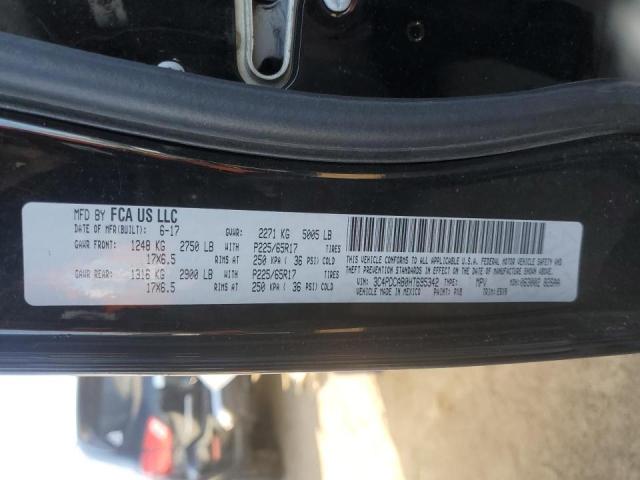 MFD BY FCA US LLC
DATE OF MFR(BUILT): 6-17 GVWR: 2271 KG 5005 LB
GAWR FRONT: 1248 KG 2750 LB WITH P225/65R17 TIRES
17X6.5 RIMS AT 250 KPA ( 36 PSI) COLD
GAWR REAR: 1316 KG 2900 LB WITH P225/65R17 TIRES
17X6.5 RIMS AT 250 KPA ( 36 PSI) COLD
THIS VEHICLE CONFORMS TO ALL APPLICABLE U.S.A. FEDERAL MOTOR VEHICLE SAFETY AND
THEFT PREVENTION STANDARDS IN EFFECT ON THE DATE OF MANUFACTURE SHOWN ABOVE.
VIN: 3C4PDCAB0HT695342 TYPE: MPV MDH:
VEHICLE MADE IN MEXICO PAINT: PX8 TRIM: